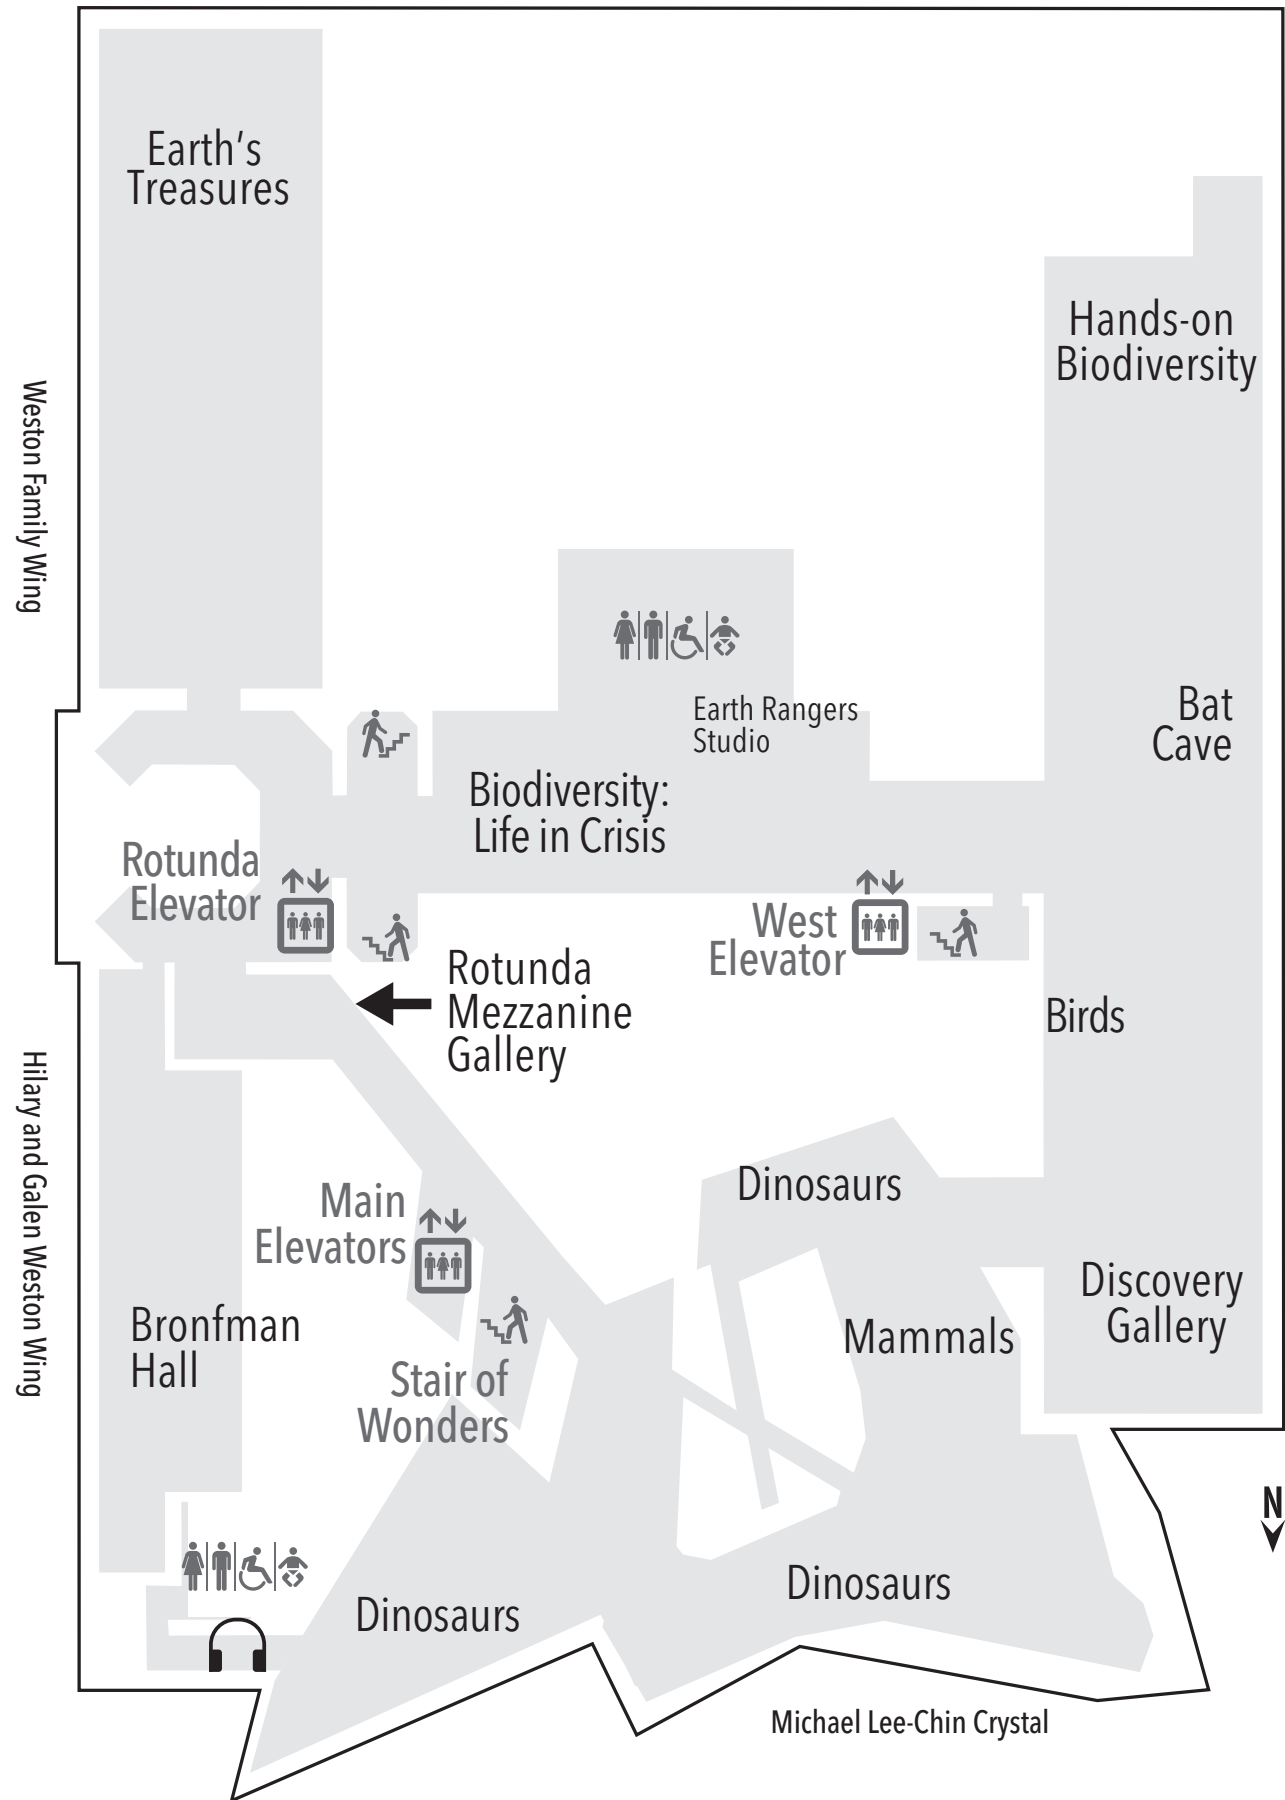 Earth's
Treasures
Hands-on
Biodiversity
Weston Family Wing
Earth Rangers
Studio
Bat
Cave
Biodiversity:
Life in Crisis
Rotunda
Elevator
West
Elevator
Rotunda
Mezzanine
Gallery
Birds
Hilary and Galen Weston Wing
Dinosaurs
Main
Elevators
Discovery
Gallery
Bronfman
Hall
Mammals
Stair of
Wonders
N
Dinosaurs
Dinosaurs
Michael Lee-Chin Crystal